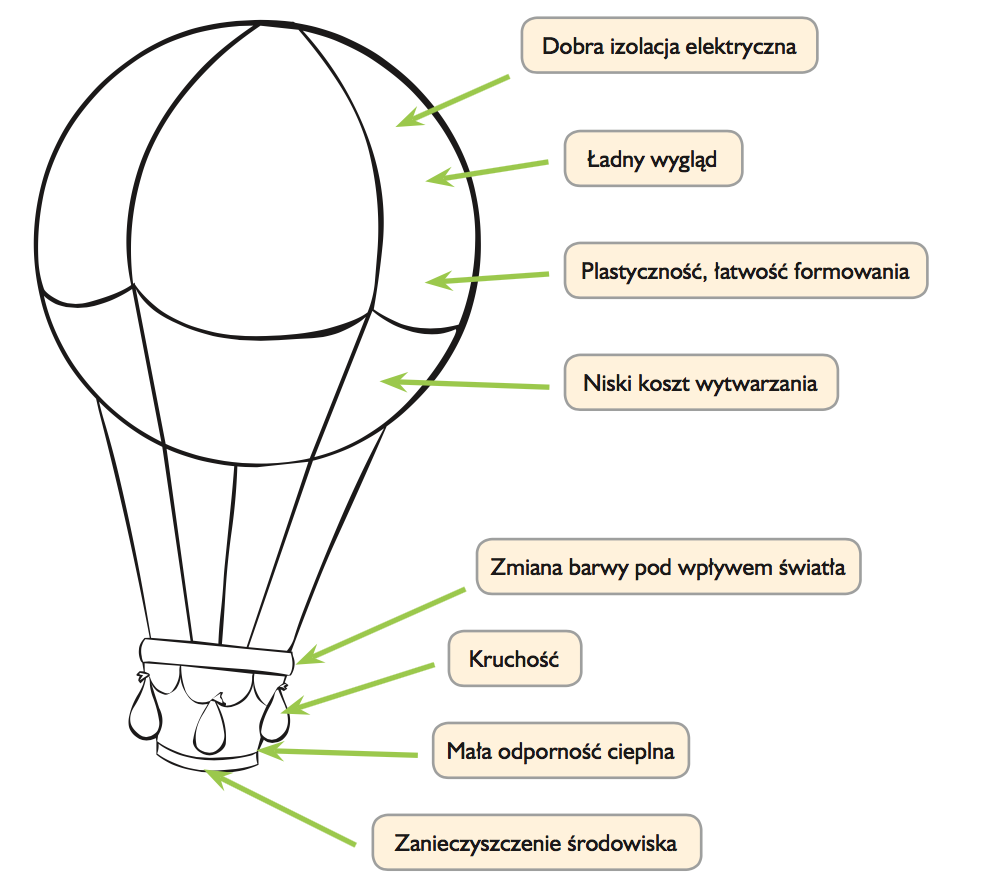 Dobra izolacja elektryczna
Ładny wygląd
Plastyczność, łatwość formowania
Niski koszt wytwarzania
Zmiana barwy pod wpływem światła
Kruchość
Mała odporność cieplna
Zanieczyszczenie środowiska